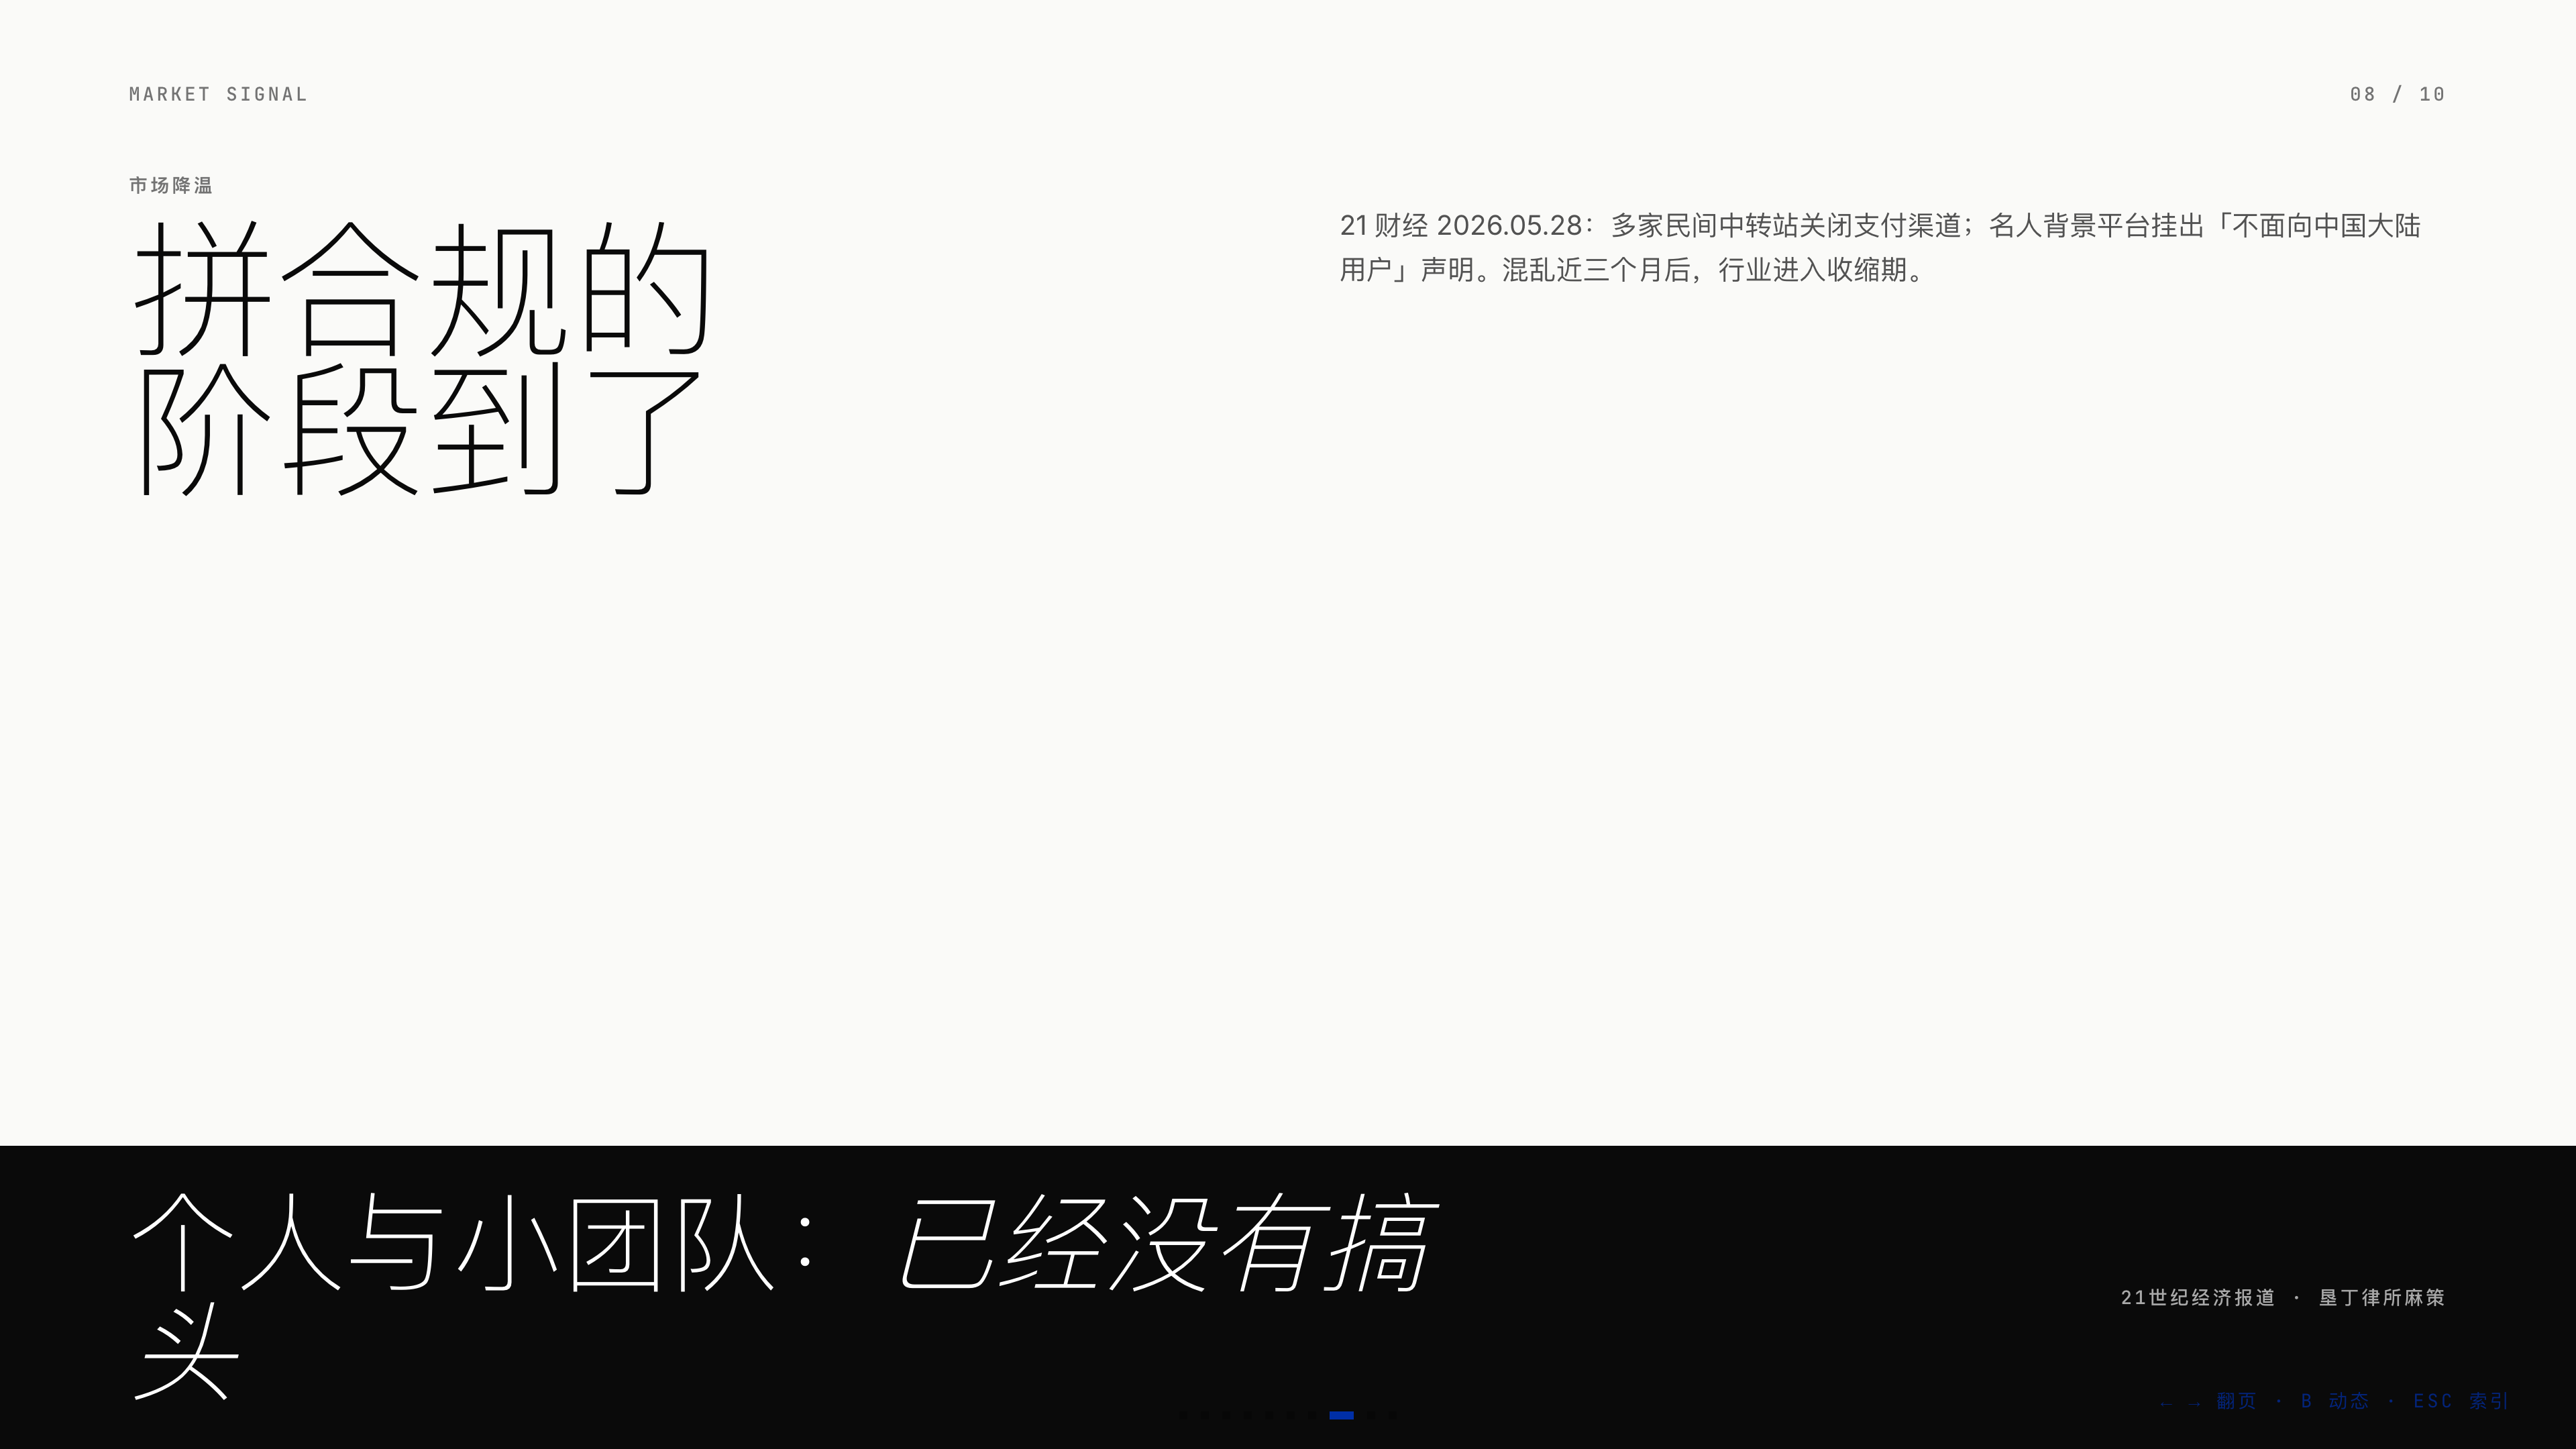 MARKET SIGNAL
08 / 10
市场降温
拼合规的
阶段到了
21 财经 2026.05.28：多家民间中转站关闭支付渠道；名人背景平台挂出「不面向中国大陆
用户」声明。混乱近三个月后，行业进入收缩期。
个人与小团队：已经没有搞
头
21世纪经济报道 · 垦丁律所麻策
← → 翻页 · B 动态 · ESC 索引